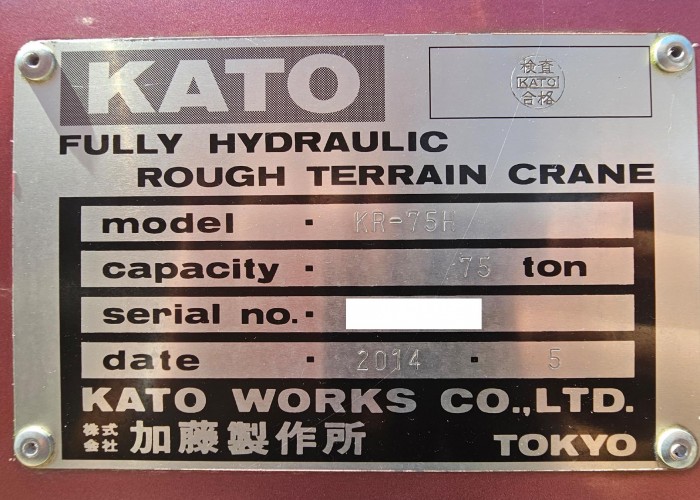 KATO
検査
KATO
合格
FULLY HYDRAULIC
ROUGH TERRAIN CRANE
model · KR-75H
capacity · 75 ton
serial no. ·
date · 2014 · 5
KATO WORKS CO.,LTD.
株式会社 加藤製作所 TOKYO